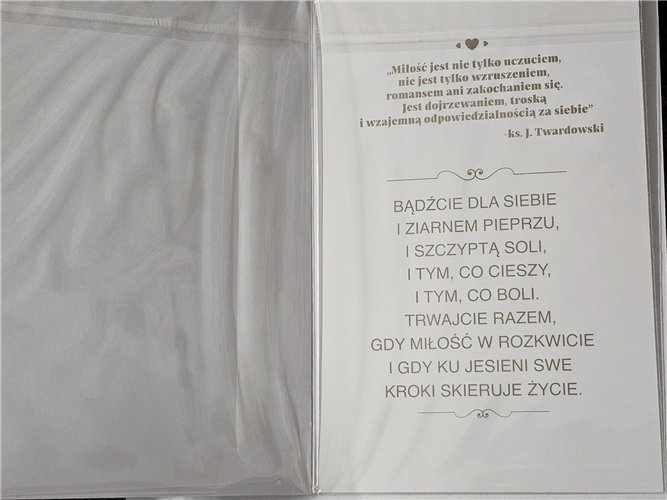 „Miłość jest nie tylko uczuciem,
nie jest tylko wzruszeniem,
romansem ani zakochaniem się.
Jest dojrzewaniem, troską
i wzajemną odpowiedzialnością za siebie”
-ks. J. Twardowski
BĄDŹCIE DLA SIEBIE
I ZIARNEM PIEPRZU,
I SZCZYPTĄ SOLI,
I TYM, CO CIESZY,
I TYM, CO BOLI.
TRWAJCIE RAZEM,
GDY MIŁOŚĆ W ROZKWICIE
I GDY KU JESIENI SWE
KROKI SKIERUJE ŻYCIE.